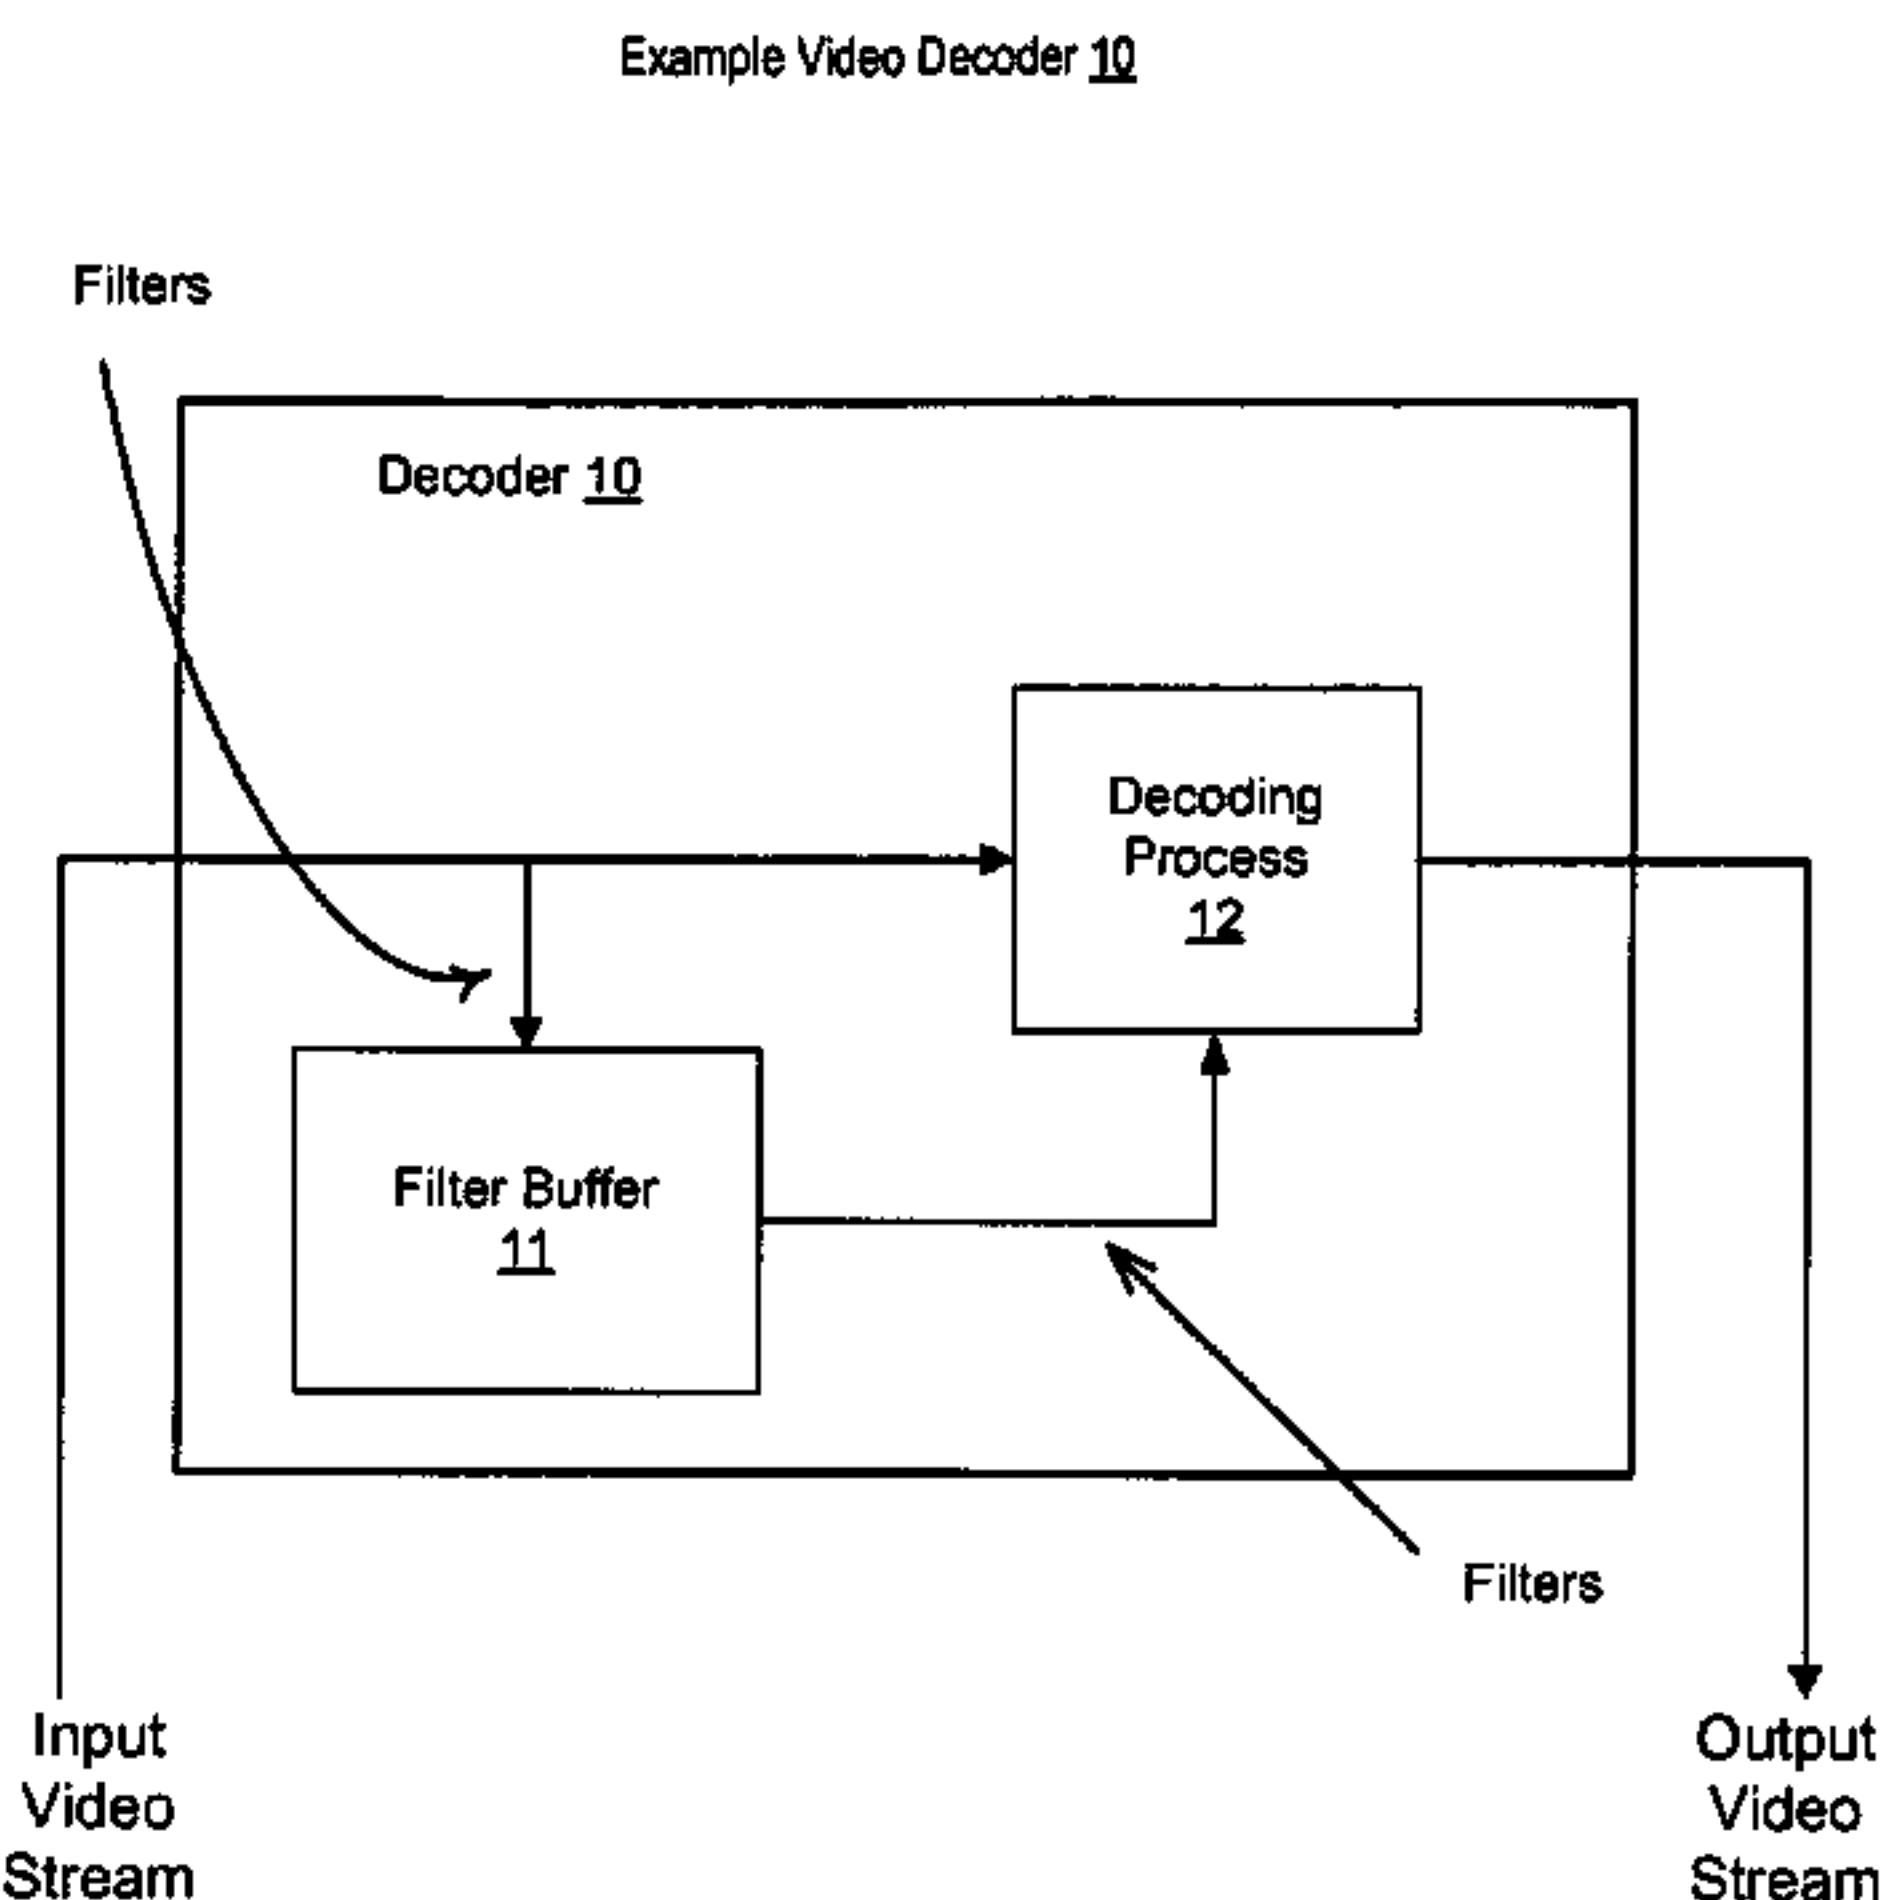 Example Video Decoder 10
Filters
Decoder 10
Decoding
Process
12
Filter Buffer
11
Filters
Input
Video
Stream
Output
Video
Stream